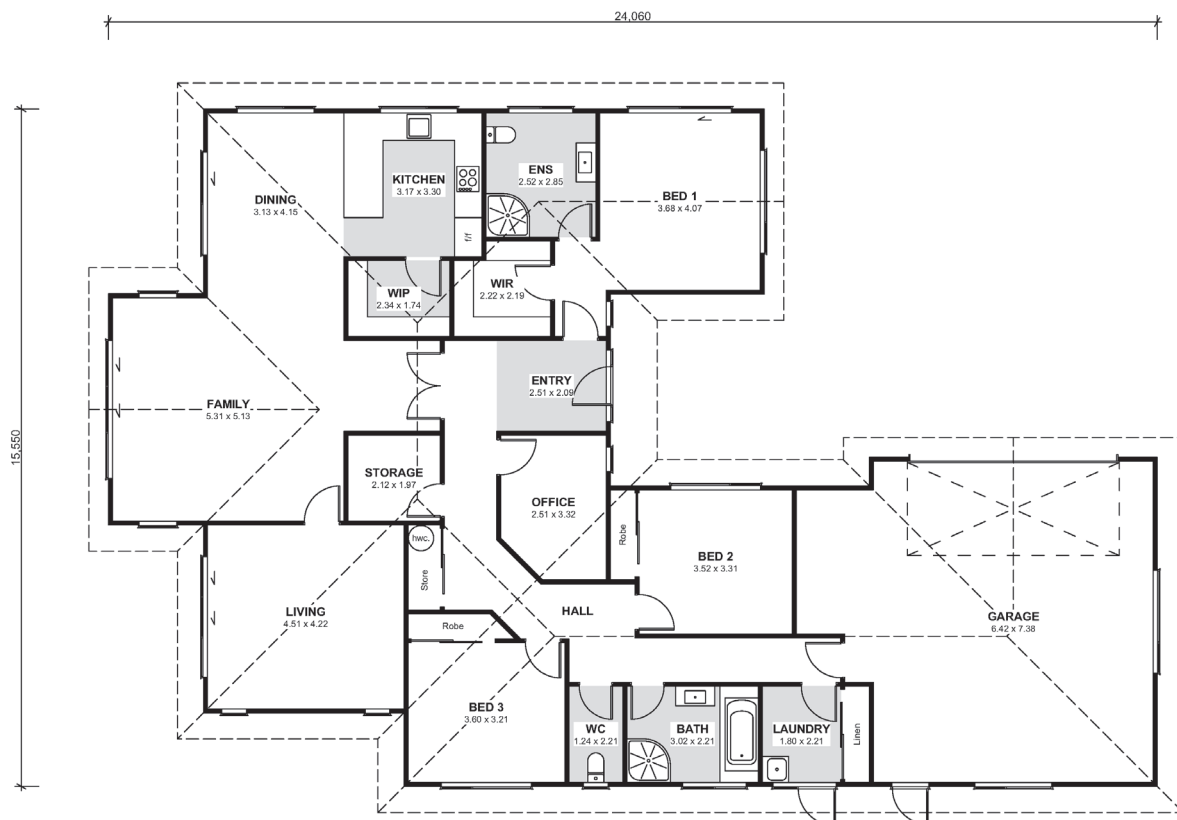 24,060
15,550
DINING
3.13 x 4.15
KITCHEN
3.17 x 3.30
f/f
ENS
2.52 x 2.85
BED 1
3.68 x 4.07
WIP
2.34 x 1.74
WIR
2.22 x 2.19
ENTRY
2.51 x 2.09
FAMILY
5.31 x 5.13
STORAGE
2.12 x 1.97
OFFICE
2.51 x 3.32
hwc.
Store
Robe
BED 2
3.52 x 3.31
HALL
LIVING
4.51 x 4.22
Robe
GARAGE
6.42 x 7.38
BED 3
3.60 x 3.21
WC
1.24 x 2.21
BATH
3.02 x 2.21
LAUNDRY
1.80 x 2.21
Linen